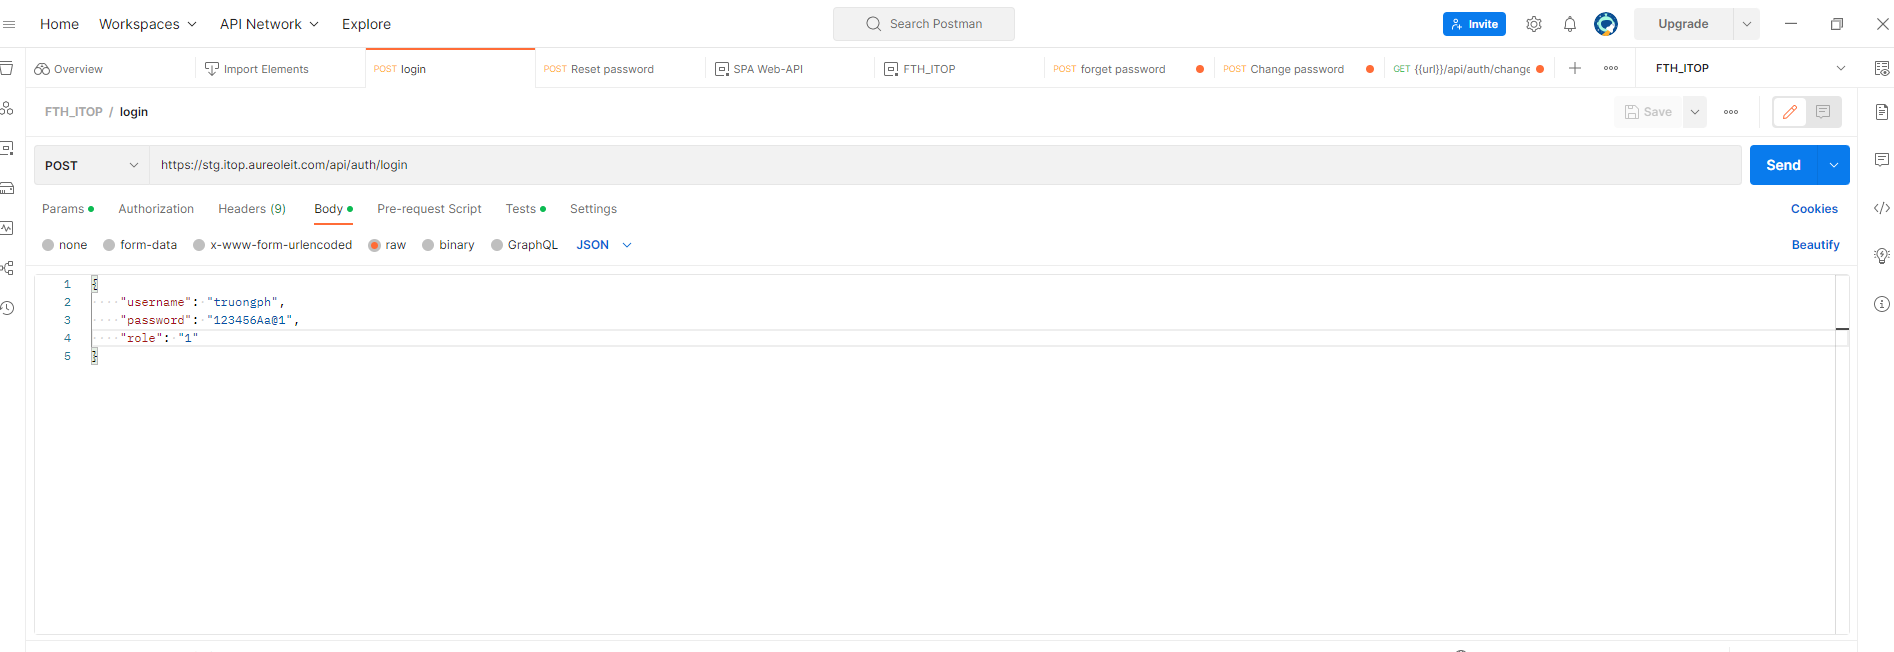 Home Workspaces API Network Explore Search Postman Invite Upgrade
Overview Import Elements POST login POST Reset password SPA Web-API FTH_ITOP POST forget password POST Change password GET {{url}}/api/auth/change FTH_ITOP
FTH_ITOP / login Save
POST https://stg.itop.aureoleit.com/api/auth/login Send
Params Authorization Headers (9) Body Pre-request Script Tests Settings Cookies
none form-data x-www-form-urlencoded raw binary GraphQL JSON Beautify
1 {
2 "username": "truongph",
3 "password": "123456Aa@1",
4 "role": "1"
5 }